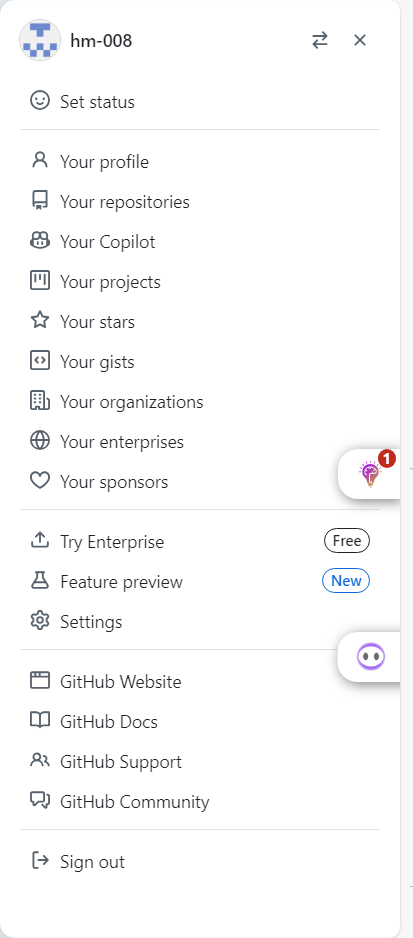 hm-008
Set status
Your profile
Your repositories
Your Copilot
Your projects
Your stars
Your gists
Your organizations
Your enterprises
1
Your sponsors
Try Enterprise Free
Feature preview New
Settings
GitHub Website
GitHub Docs
GitHub Support
GitHub Community
Sign out